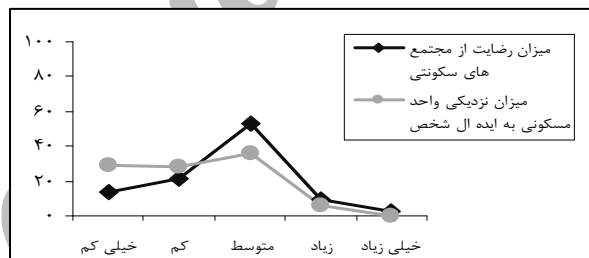 ۱۰۰
۸۰
۶۰
۴۰
۲۰
۰
میزان رضایت از مجتمع
های سکونتی
میزان نزدیکی واحد
مسکونی به ایده ال شخص
خیلی کم
کم
متوسط
زیاد
خیلی زیاد